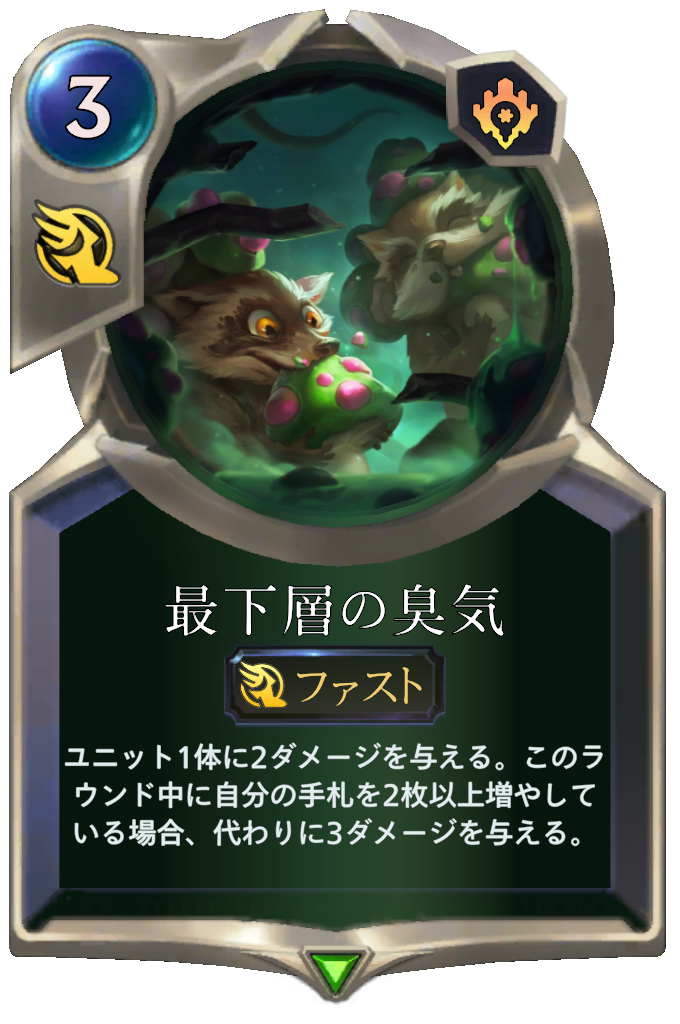 3
最下層の臭気
ファスト
ユニット1体に2ダメージを与える。このラ
ウンド中に自分の手札を2枚以上増やして
いる場合、代わりに3ダメージを与える。